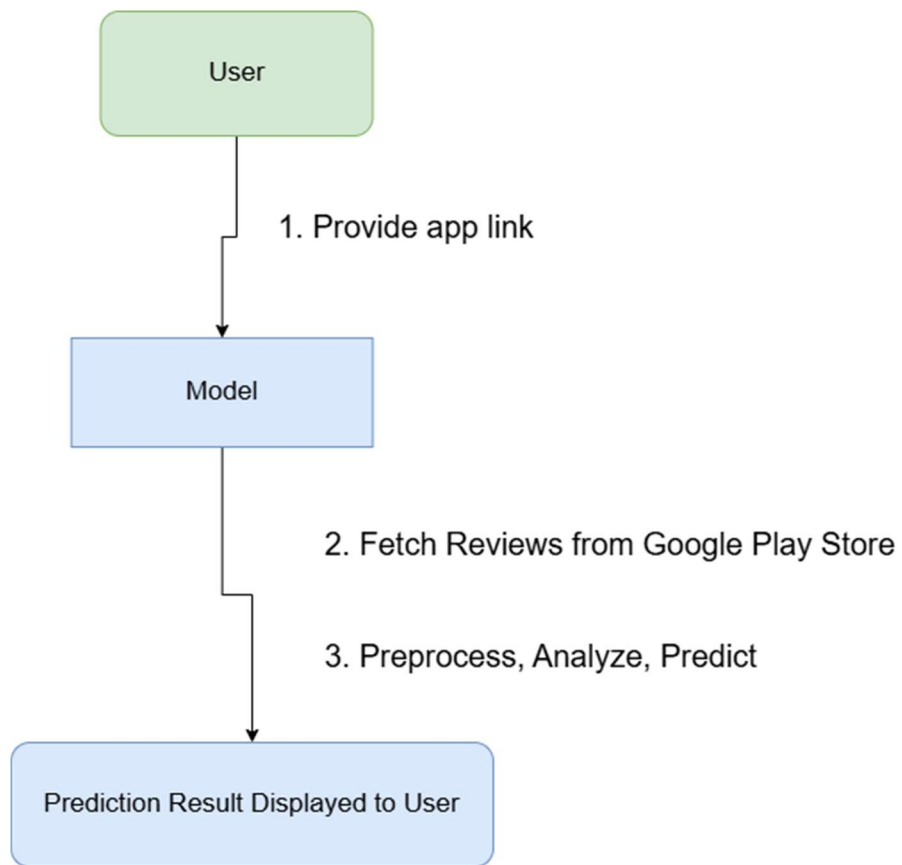 User
1. Provide app link
Model
2. Fetch Reviews from Google Play Store
3. Preprocess, Analyze, Predict
Prediction Result Displayed to User